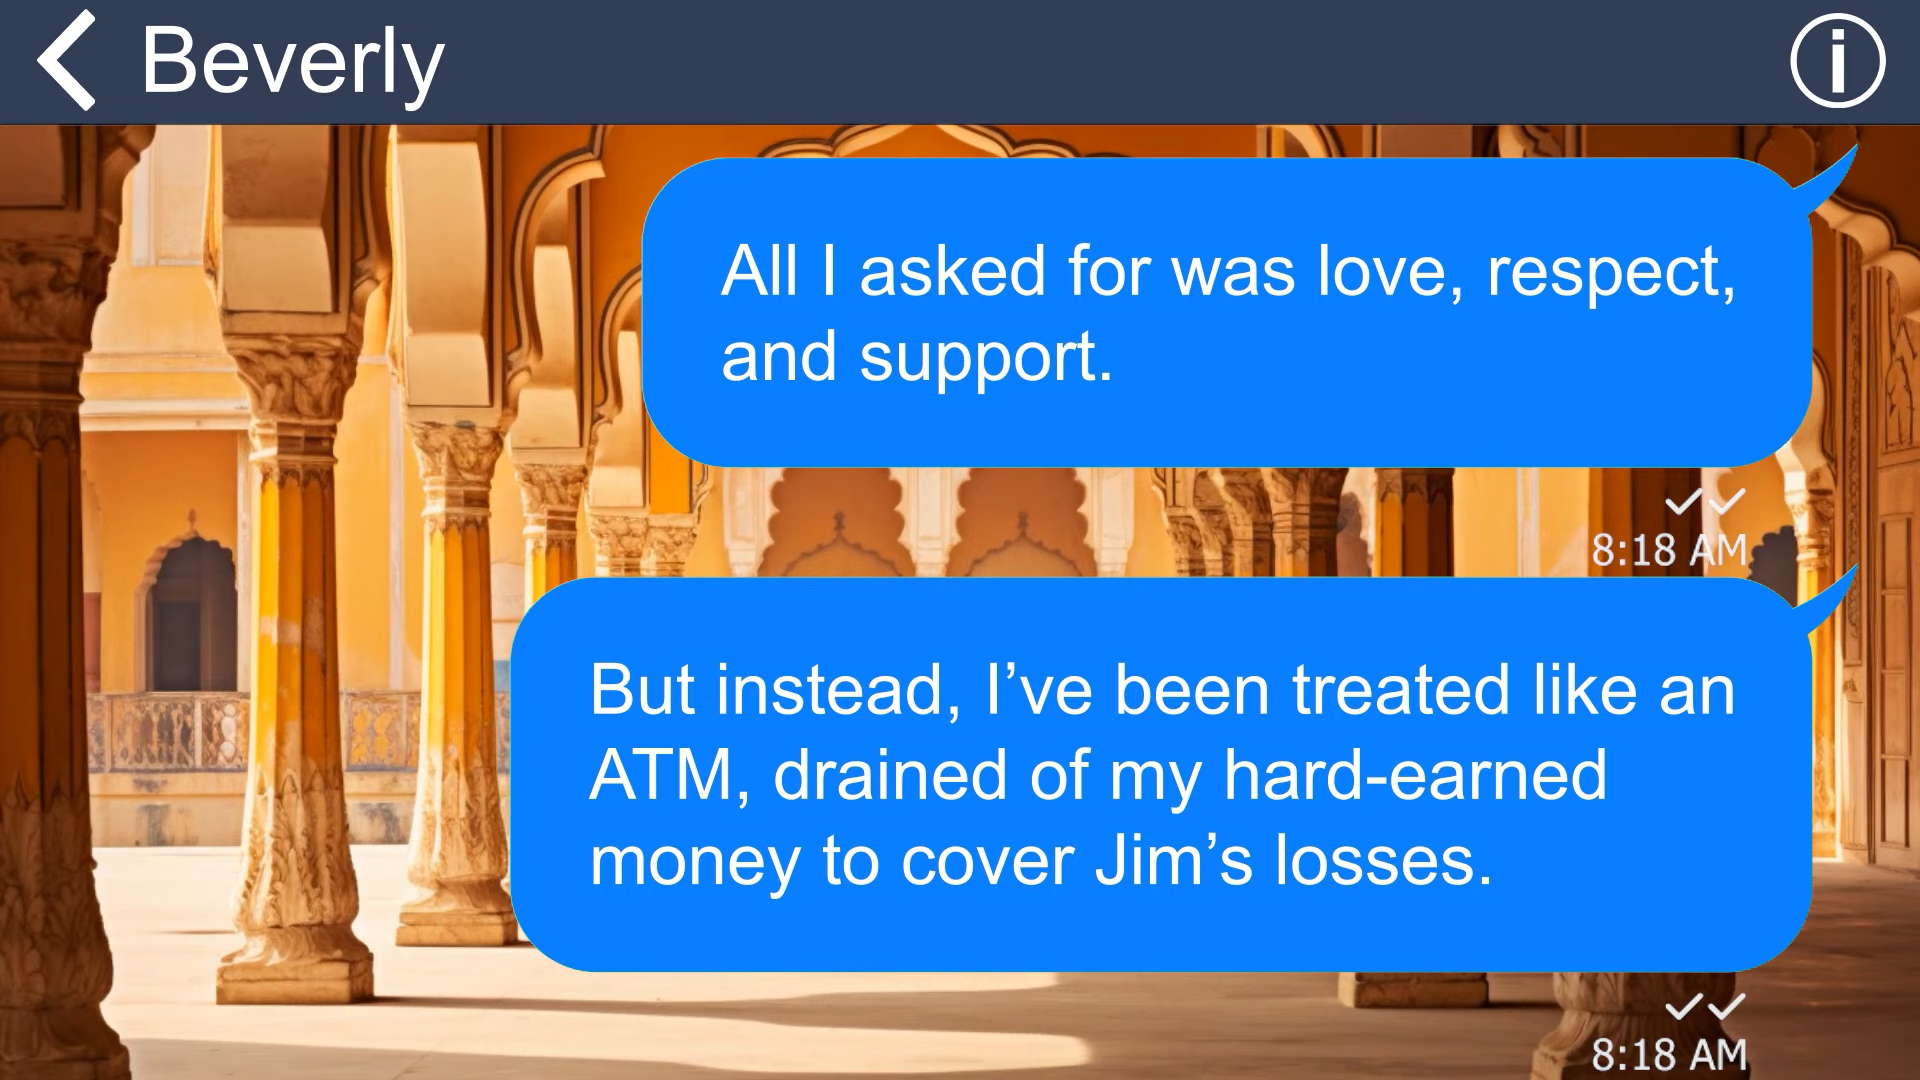 Beverly
All I asked for was love, respect,
and support.
8:18 AM
But instead, I’ve been treated like an
ATM, drained of my hard-earned
money to cover Jim’s losses.
8:18 AM